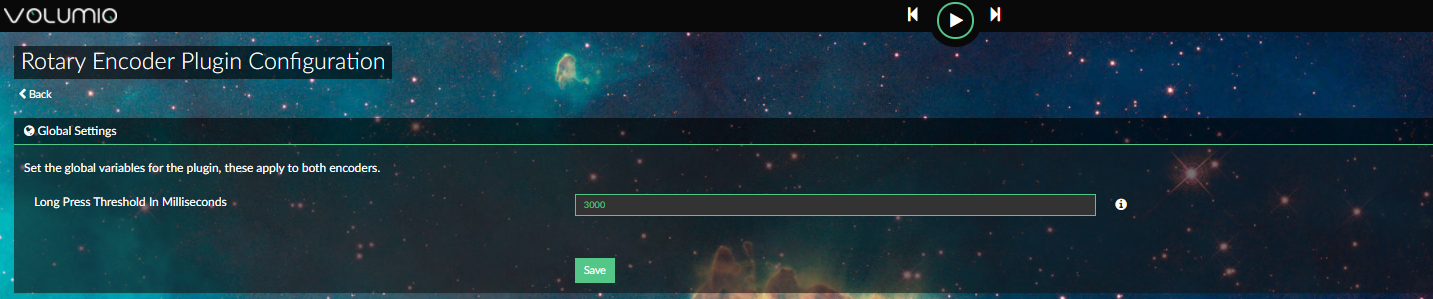 VOLUMIO
Rotary Encoder Plugin Configuration
Back
Global Settings
Set the global variables for the plugin, these apply to both encoders.
Long Press Threshold In Milliseconds
3000
Save